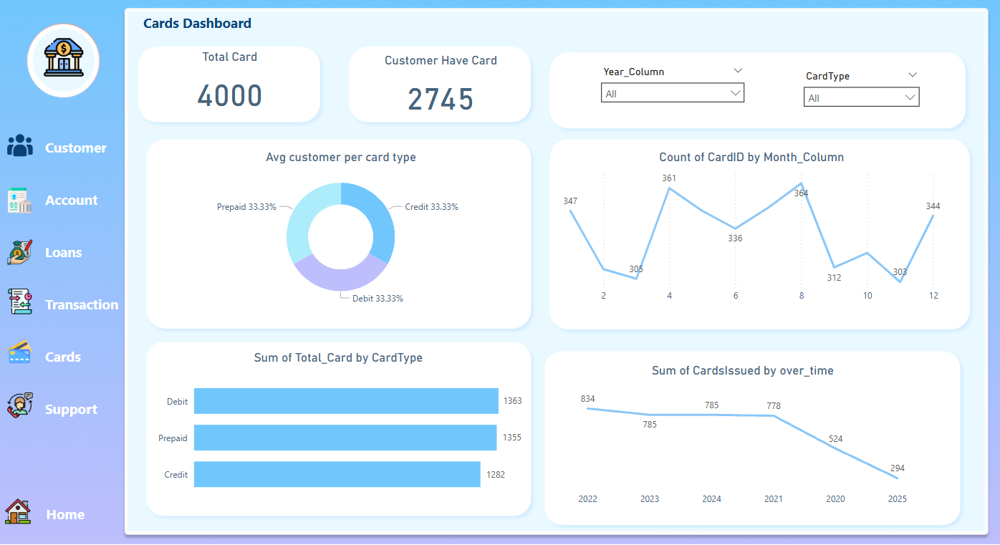 Cards Dashboard
Customer
Account
Loans
Transaction
Cards
Support
Home
Total Card
4000
Customer Have Card
2745
Year_Column
All
CardType
All
Avg customer per card type
Prepaid 33.33%
Credit 33.33%
Debit 33.33%
Count of CardID by Month_Column
347
305
361
336
364
312
303
344
2 4 6 8 10 12
Sum of Total_Card by CardType
Debit 1363
Prepaid 1355
Credit 1282
Sum of CardsIssued by over_time
834
785
785
778
524
294
2022 2023 2024 2021 2020 2025